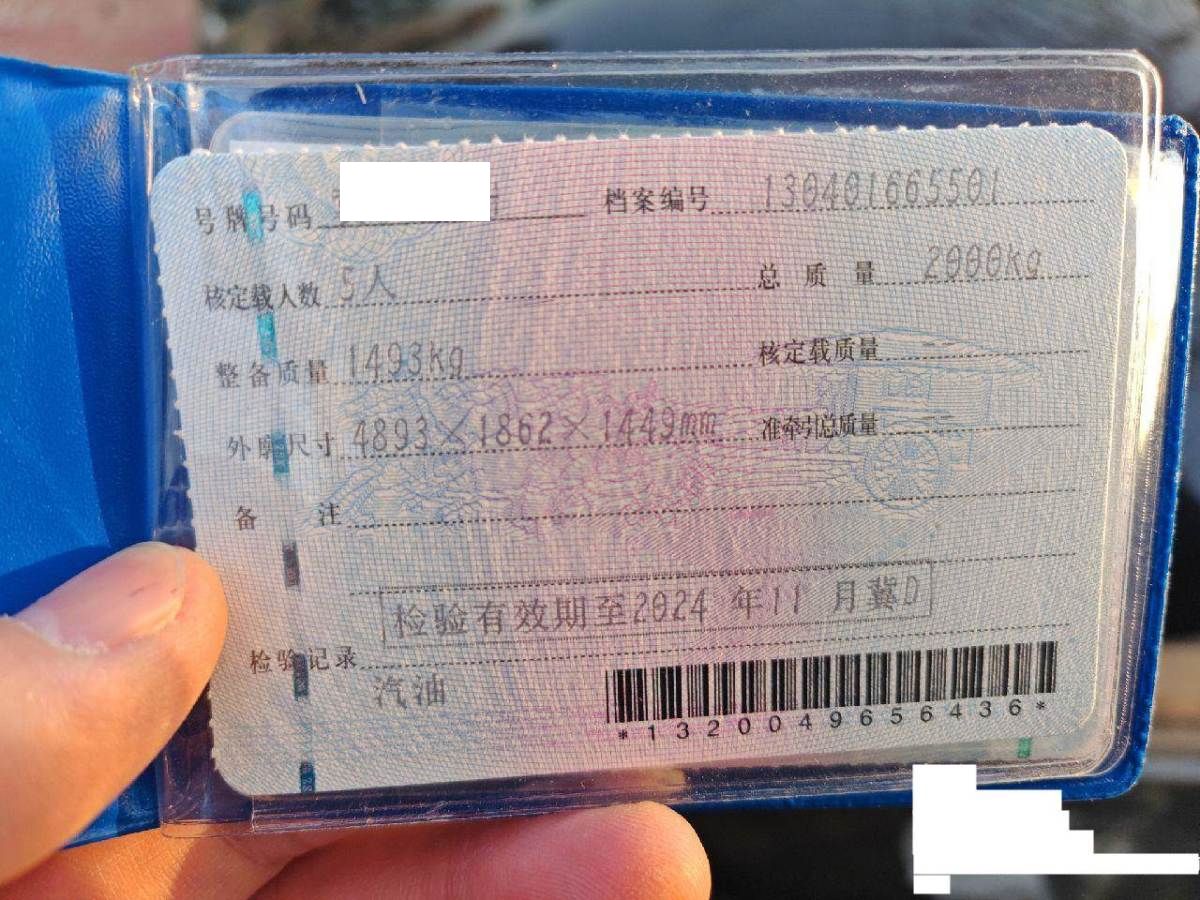 号牌号码 档案编号 130401665501
核定载人数 5人 总质量 2000kg
整备质量 1493kg 核定载质量
外廓尺寸 4893×1862×1449mm 准牵引总质量
备注
检验有效期至2024 年11 月冀D
检验记录
汽油
*1320049656436*